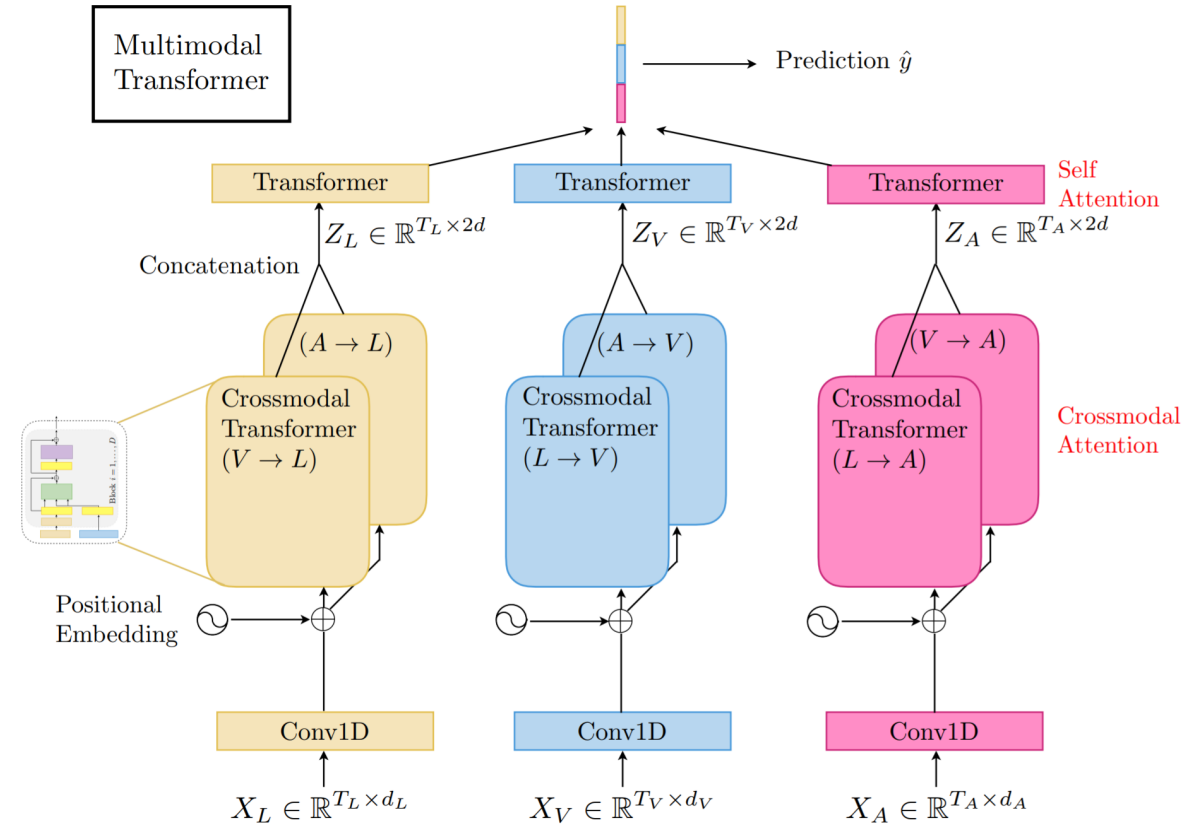 Multimodal
Transformer
Prediction ŷ
Transformer
Transformer
Transformer
Self
Attention
Z_L ∈ ℝ^{T_L×2d}
Z_V ∈ ℝ^{T_V×2d}
Z_A ∈ ℝ^{T_A×2d}
Concatenation
(A → L)
(A → V)
(V → A)
Crossmodal
Transformer
(V → L)
Crossmodal
Transformer
(L → V)
Crossmodal
Transformer
(L → A)
Crossmodal
Attention
Block i = 1, ..., D
Positional
Embedding
Conv1D
Conv1D
Conv1D
X_L ∈ ℝ^{T_L×d_L}
X_V ∈ ℝ^{T_V×d_V}
X_A ∈ ℝ^{T_A×d_A}